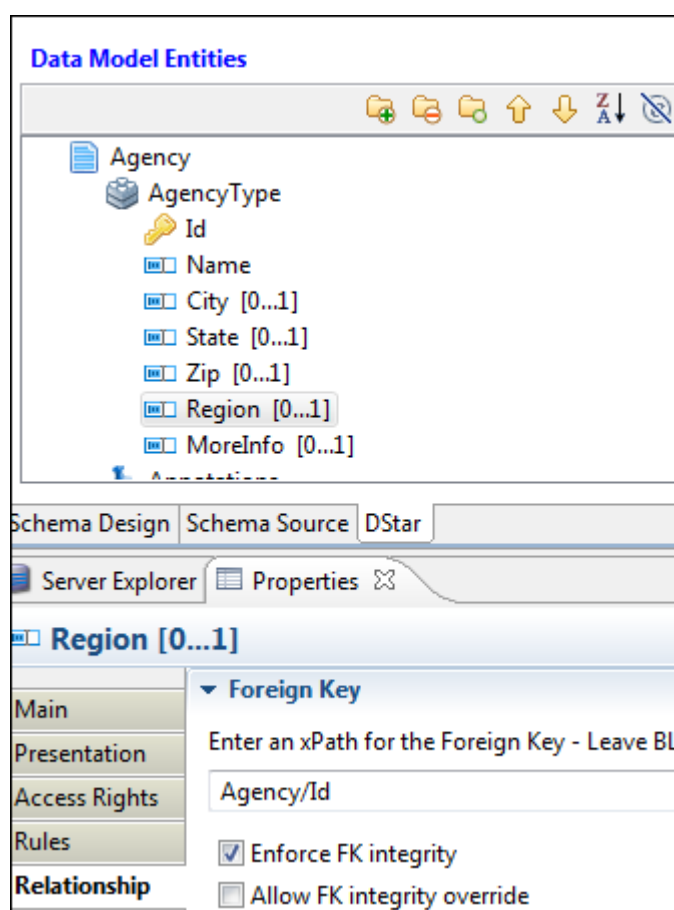 Data Model Entities
Agency
AgencyType
Id
Name
City [0...1]
State [0...1]
Zip [0...1]
Region [0...1]
MoreInfo [0...1]
Schema Design Schema Source DStar
Server Explorer Properties
Region [0...1]
Foreign Key
Main
Enter an xPath for the Foreign Key - Leave BL
Presentation
Agency/Id
Access Rights
Rules
Enforce FK integrity
Relationship
Allow FK integrity override